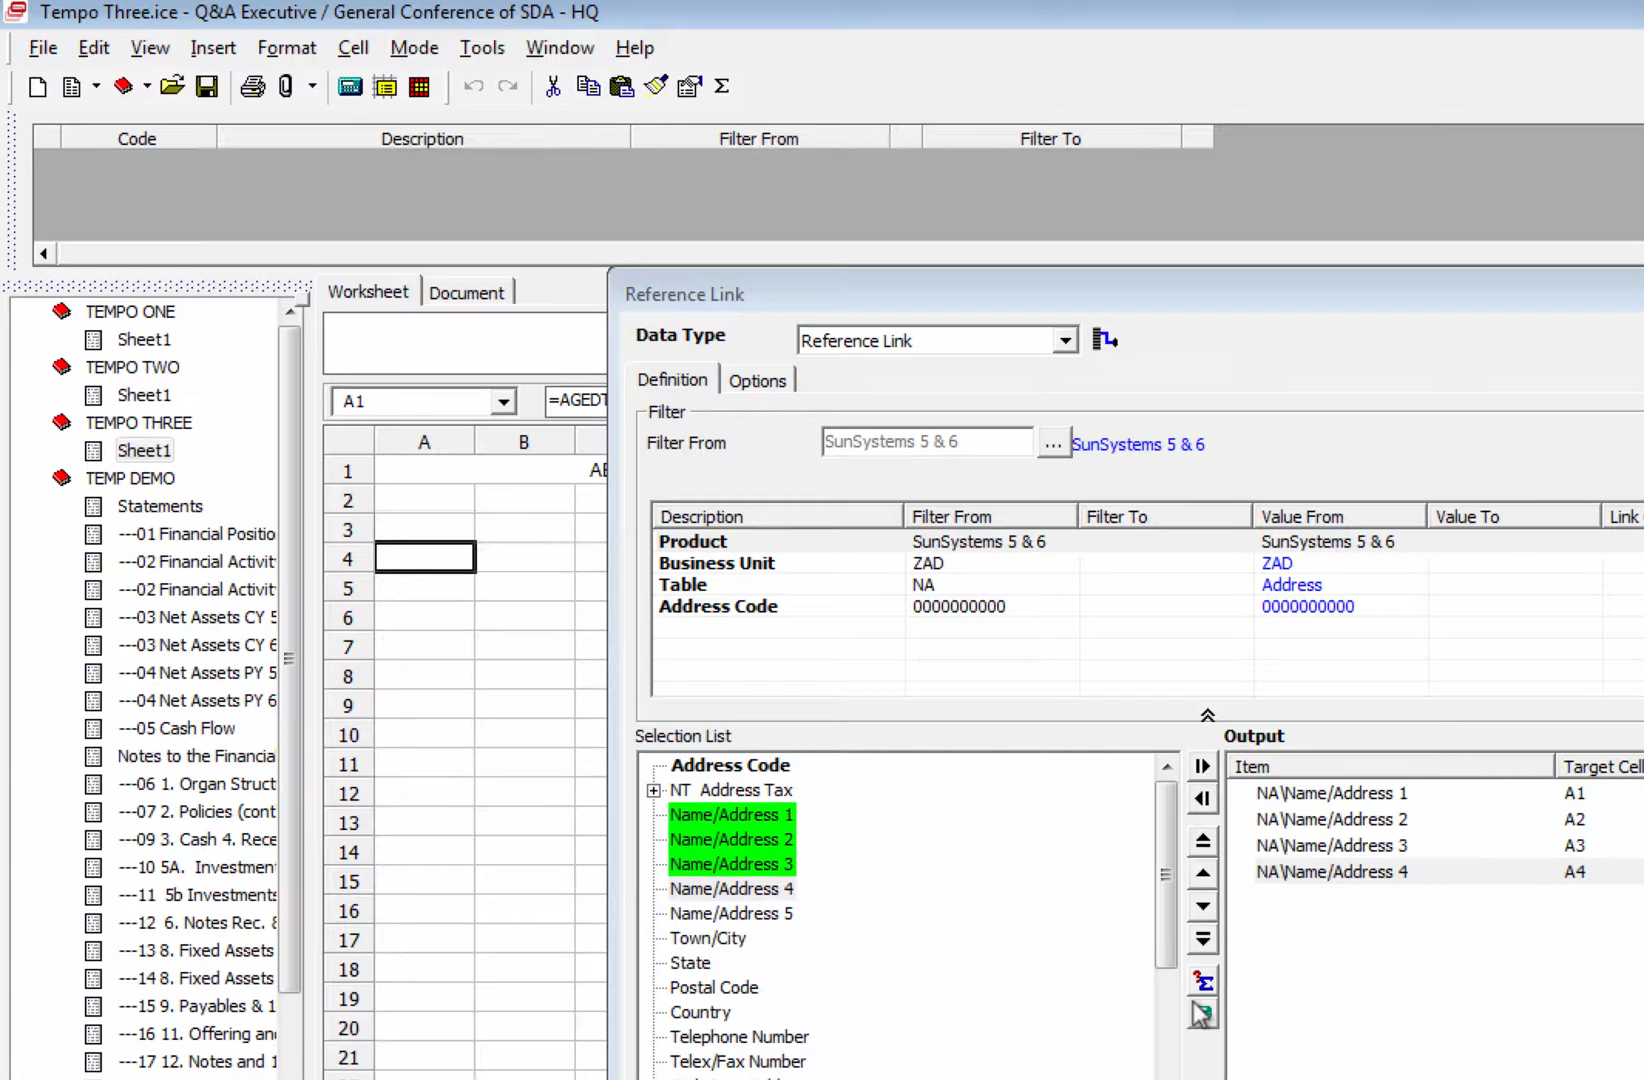 Tempo Three.ice - Q&A Executive / General Conference of SDA - HQ
File Edit View Insert Format Cell Mode Tools Window Help
Code Description Filter From Filter To
TEMPO ONE
Sheet1
TEMPO TWO
Sheet1
TEMPO THREE
Sheet1
TEMP DEMO
Statements
---01 Financial Positio
---02 Financial Activit
---02 Financial Activit
---03 Net Assets CY 5
---03 Net Assets CY 6
---04 Net Assets PY 5
---04 Net Assets PY 6
---05 Cash Flow
Notes to the Financia
---06 1. Organ Struct
---07 2. Policies (cont
---09 3. Cash 4. Rece
---10 5A. Investmen
---11 5b Investments
---12 6. Notes Rec. &
---13 8. Fixed Assets
---14 8. Fixed Assets
---15 9. Payables & 1
---16 11. Offering an
---17 12. Notes and 1
Worksheet Document
A1 =AGEDT
A B
1 AB
2
3
4
5
6
7
8
9
10
11
12
13
14
15
16
17
18
19
20
21
Reference Link
Data Type Reference Link
Definition Options
Filter
Filter From SunSystems 5 & 6 ... SunSystems 5 & 6
Description Filter From Filter To Value From Value To Link
Product SunSystems 5 & 6 SunSystems 5 & 6
Business Unit ZAD ZAD
Table NA Address
Address Code 0000000000 0000000000
Selection List
Address Code
NT Address Tax
Name/Address 1
Name/Address 2
Name/Address 3
Name/Address 4
Name/Address 5
Town/City
State
Postal Code
Country
Telephone Number
Telex/Fax Number
Output
Item Target Cell
NA\Name/Address 1 A1
NA\Name/Address 2 A2
NA\Name/Address 3 A3
NA\Name/Address 4 A4